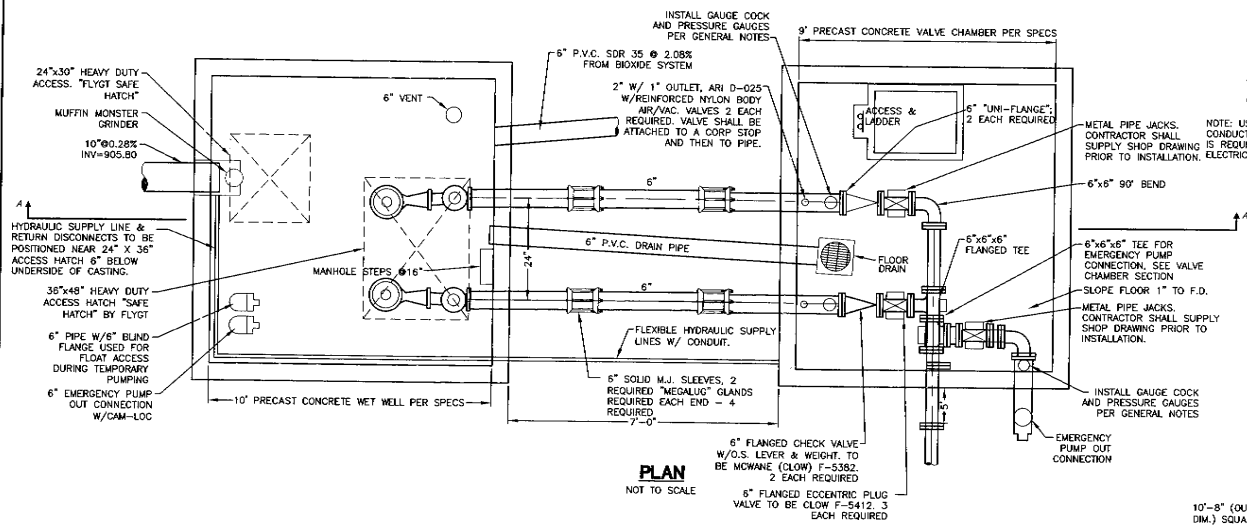 INSTALL GAUGE COCK
AND PRESSURE GAUGES
PER GENERAL NOTES
9' PRECAST CONCRETE VALVE CHAMBER PER SPECS
6" P.V.C. SDR 35 @ 2.08%
FROM BIOXIDE SYSTEM
24"x30" HEAVY DUTY
ACCESS. "FLYGT SAFE
HATCH"
MUFFIN MONSTER
GRINDER
10"@0.28%
INV=905.80
6" VENT
2" W/ 1" OUTLET, ARI D-025
W/REINFORCED NYLON BODY
AIR/VAC. VALVES 2 EACH
REQUIRED. VALVE SHALL BE
ATTACHED TO A CORP STOP
AND THEN TO PIPE.
ACCESS &
LADDER
6" "UNI-FLANGE";
2 EACH REQUIRED
METAL PIPE JACKS.
CONTRACTOR SHALL
SUPPLY SHOP DRAWING
PRIOR TO INSTALLATION.
NOTE: US
CONDUCT
IS REQUI
ELECTRIC
6"
6"x6" 90° BEND
A
A
HYDRAULIC SUPPLY LINE &
RETURN DISCONNECTS TO BE
POSITIONED NEAR 24" X 36"
ACCESS HATCH 6" BELOW
UNDERSIDE OF CASTING.
6" P.V.C. DRAIN PIPE
24"
MANHOLE STEPS @16"
FLOOR
DRAIN
6"x6"x6"
FLANGED TEE
6"x6"x6" TEE FOR
EMERGENCY PUMP
CONNECTION, SEE VALVE
CHAMBER SECTION
SLOPE FLOOR 1" TO F.D.
36"x48" HEAVY DUTY
ACCESS HATCH "SAFE
HATCH" BY FLYGT
6"
METAL PIPE JACKS.
CONTRACTOR SHALL SUPPLY
SHOP DRAWING PRIOR TO
INSTALLATION.
6" PIPE W/6" BLIND
FLANGE USED FOR
FLOAT ACCESS
DURING TEMPORARY
PUMPING
FLEXIBLE HYDRAULIC SUPPLY
LINES W/ CONDUIT.
6" EMERGENCY PUMP
OUT CONNECTION
W/CAM-LOC
10' PRECAST CONCRETE WET WELL PER SPECS
6" SOLID M.J. SLEEVES, 2
REQUIRED "MEGALUG" GLANDS
REQUIRED EACH END - 4
REQUIRED
7'-0"
5'
INSTALL GAUGE COCK
AND PRESSURE GAUGES
PER GENERAL NOTES
EMERGENCY
PUMP OUT
CONNECTION
6" FLANGED CHECK VALVE
W/O.S. LEVER & WEIGHT. TO
BE MCWANE (CLOW) F-5382.
2 EACH REQUIRED
PLAN
NOT TO SCALE
6" FLANGED ECCENTRIC PLUG
VALVE TO BE CLOW F-5412. 3
EACH REQUIRED
10'-8" (OU
DIM.) SQUA